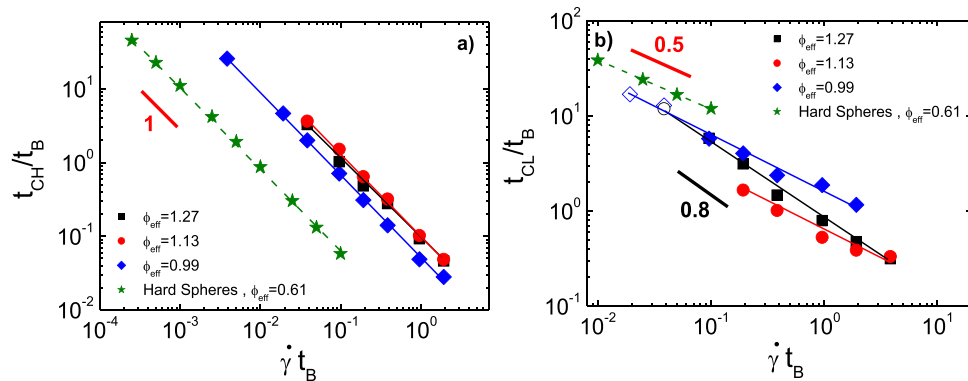 a)
t_CH/t_B
10^1
10^0
10^-1
10^-2
1
ϕ_eff=1.27
ϕ_eff=1.13
ϕ_eff=0.99
Hard Spheres , ϕ_eff=0.61
10^-4 10^-3 10^-2 10^-1 10^0
γ̇ t_B
b)
t_CL/t_B
10^2
10^1
10^0
10^-1
0.5
ϕ_eff=1.27
ϕ_eff=1.13
ϕ_eff=0.99
Hard Spheres , ϕ_eff=0.61
0.8
10^-2 10^-1 10^0 10^1
γ̇ t_B